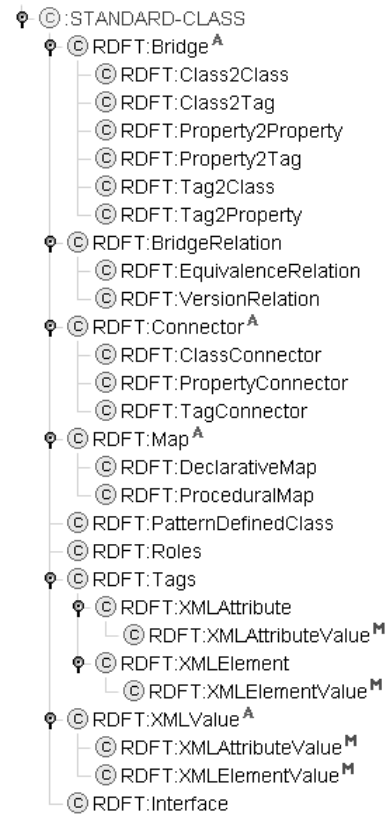 :STANDARD-CLASS
RDFT:Bridge A
RDFT:Class2Class
RDFT:Class2Tag
RDFT:Property2Property
RDFT:Property2Tag
RDFT:Tag2Class
RDFT:Tag2Property
RDFT:BridgeRelation
RDFT:EquivalenceRelation
RDFT:VersionRelation
RDFT:Connector A
RDFT:ClassConnector
RDFT:PropertyConnector
RDFT:TagConnector
RDFT:Map A
RDFT:DeclarativeMap
RDFT:ProceduralMap
RDFT:PatternDefinedClass
RDFT:Roles
RDFT:Tags
RDFT:XMLAttribute
RDFT:XMLAttributeValue M
RDFT:XMLElement
RDFT:XMLElementValue M
RDFT:XMLValue A
RDFT:XMLAttributeValue M
RDFT:XMLElementValue M
RDFT:Interface